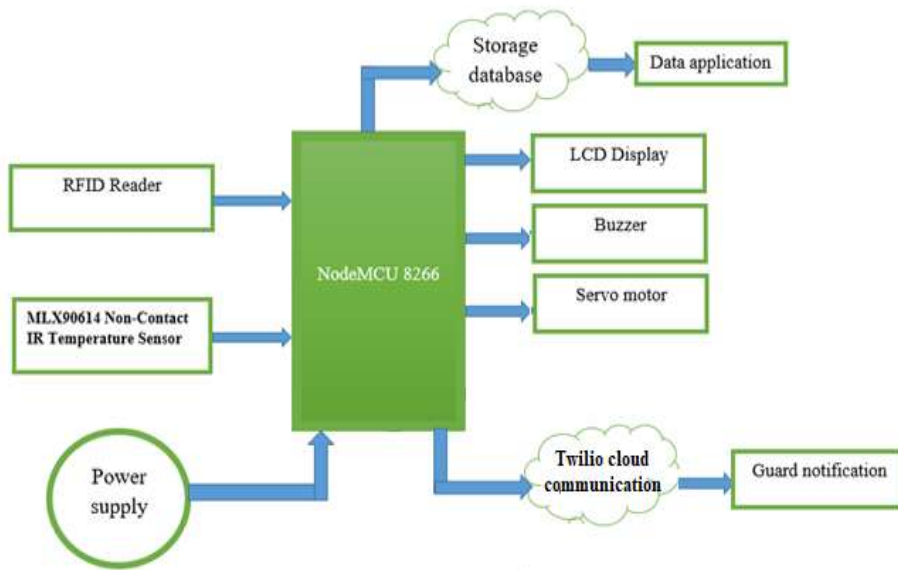 Storage
database
Data application
LCD Display
RFID Reader
Buzzer
NodeMCU 8266
Servo motor
MLX90614 Non-Contact
IR Temperature Sensor
Power
supply
Twilio cloud
communication
Guard notification